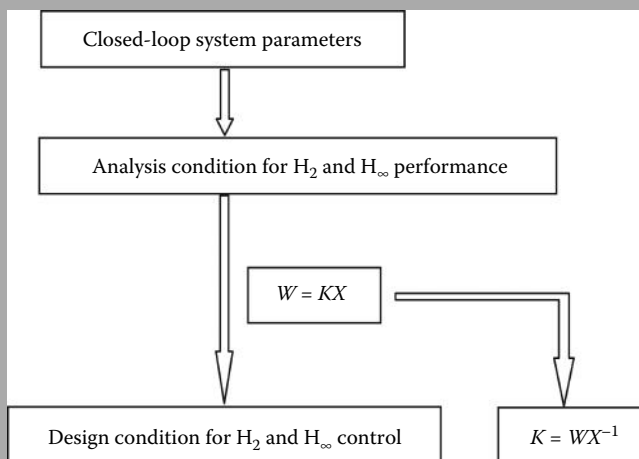 Closed-loop system parameters
Analysis condition for H₂ and H∞ performance
W = KX
Design condition for H₂ and H∞ control
K = WX⁻¹